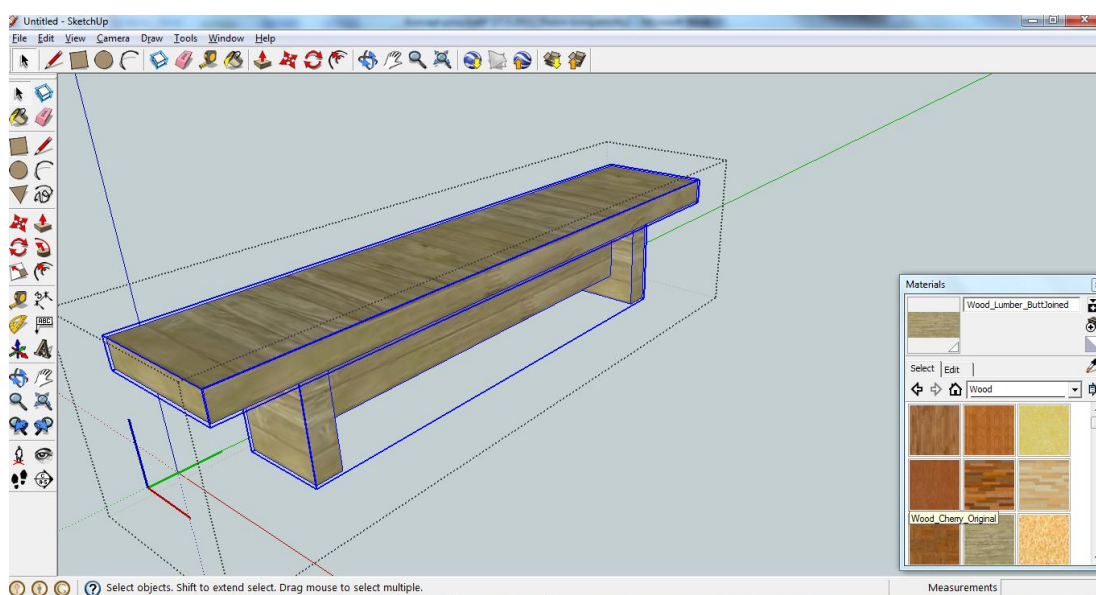 Untitled - SketchUp
File Edit View Camera Draw Tools Window Help
ABC
Materials
Wood_Lumber_ButtJoined
Select Edit
Wood
Wood_Cherry_Original
Select objects. Shift to extend select. Drag mouse to select multiple.
Measurements